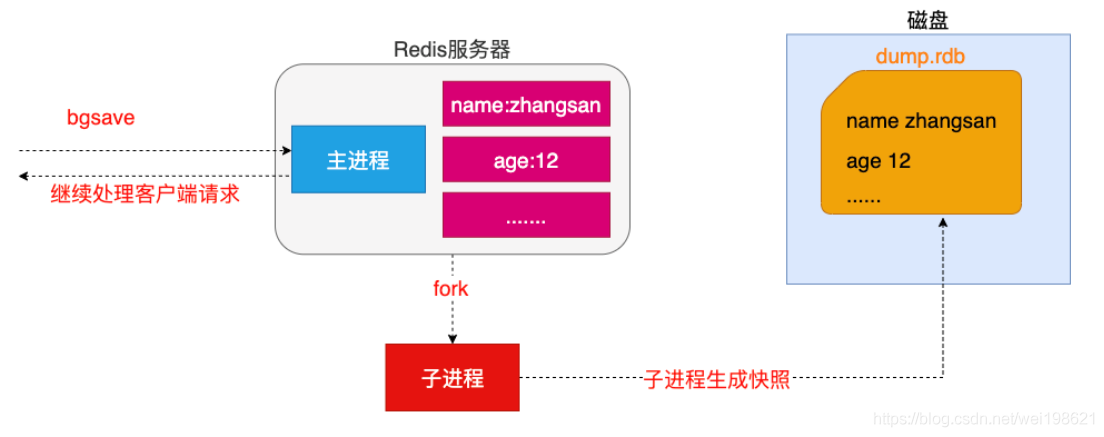 磁盘
Redis服务器
dump.rdb
bgsave
name:zhangsan
name zhangsan
主进程
age:12
age 12
继续处理客户端请求
.......
......
fork
子进程
子进程生成快照
https://blog.csdn.net/wei198621